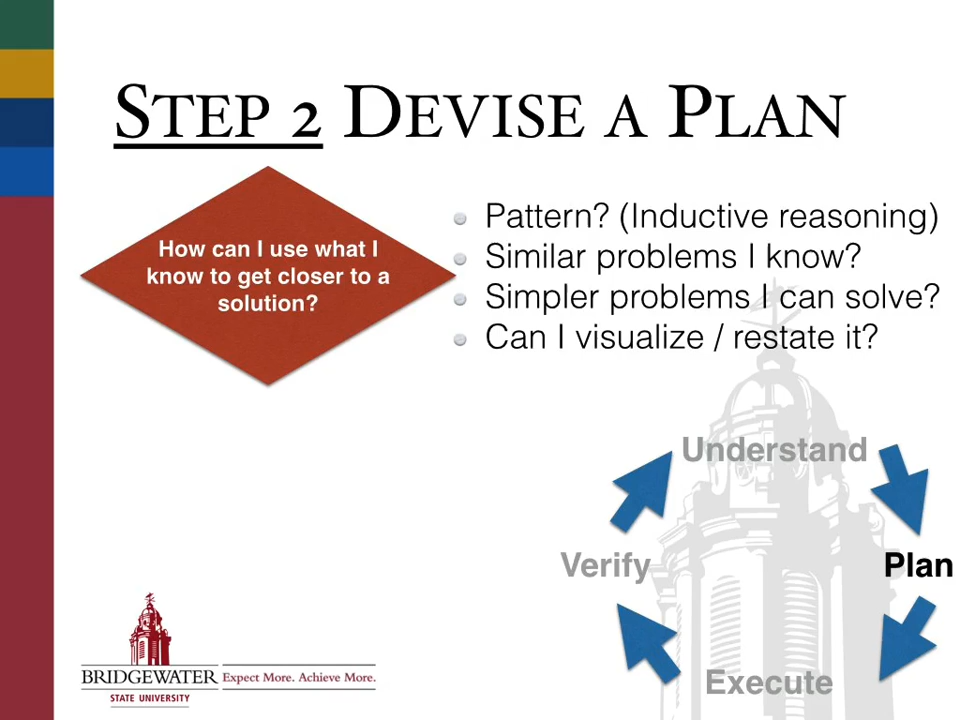 STEP 2 DEVISE A PLAN
How can I use what I
know to get closer to a
solution?
Pattern? (Inductive reasoning)
Similar problems I know?
Simpler problems I can solve?
Can I visualize / restate it?
Understand
Verify
Plan
Execute
BRIDGEWATER
STATE UNIVERSITY
Expect More. Achieve More.